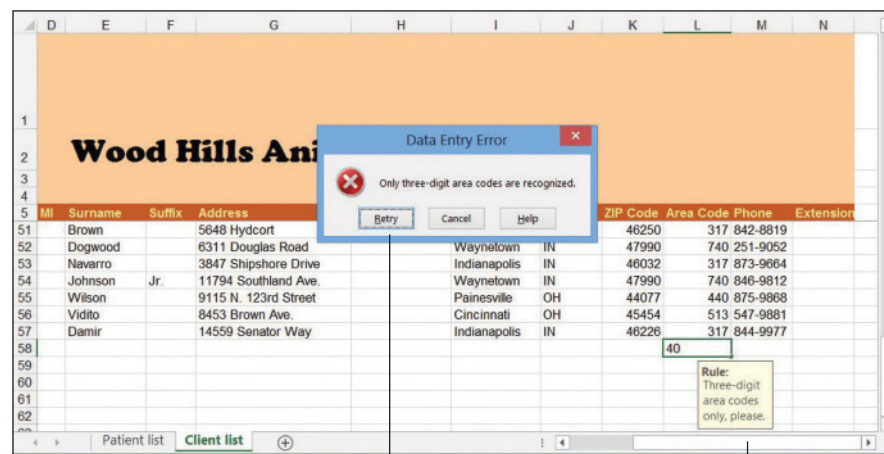 D E F G H I J K L M N
1
Data Entry Error
2 Wood Hills Ani
3 Only three-digit area codes are recognized.
4
Retry Cancel Help
5 MI Surname Suffix Address ZIP Code Area Code Phone Extension
51 Brown 5648 Hydcort 46250 317 842-8819
52 Dogwood 6311 Douglas Road Waynetown IN 47990 740 251-9052
53 Navarro 3847 Shipshore Drive Indianapolis IN 46032 317 873-9664
54 Johnson Jr. 11794 Southland Ave. Waynetown IN 47990 740 846-9812
55 Wilson 9115 N. 123rd Street Painesville OH 44077 440 875-9868
56 Vidito 8453 Brown Ave. Cincinnati OH 45454 513 547-9881
57 Damir 14559 Senator Way Indianapolis IN 46226 317 844-9977
58 40
59 Rule:
60 Three-digit
61 area codes
62 only, please.
Patient list Client list